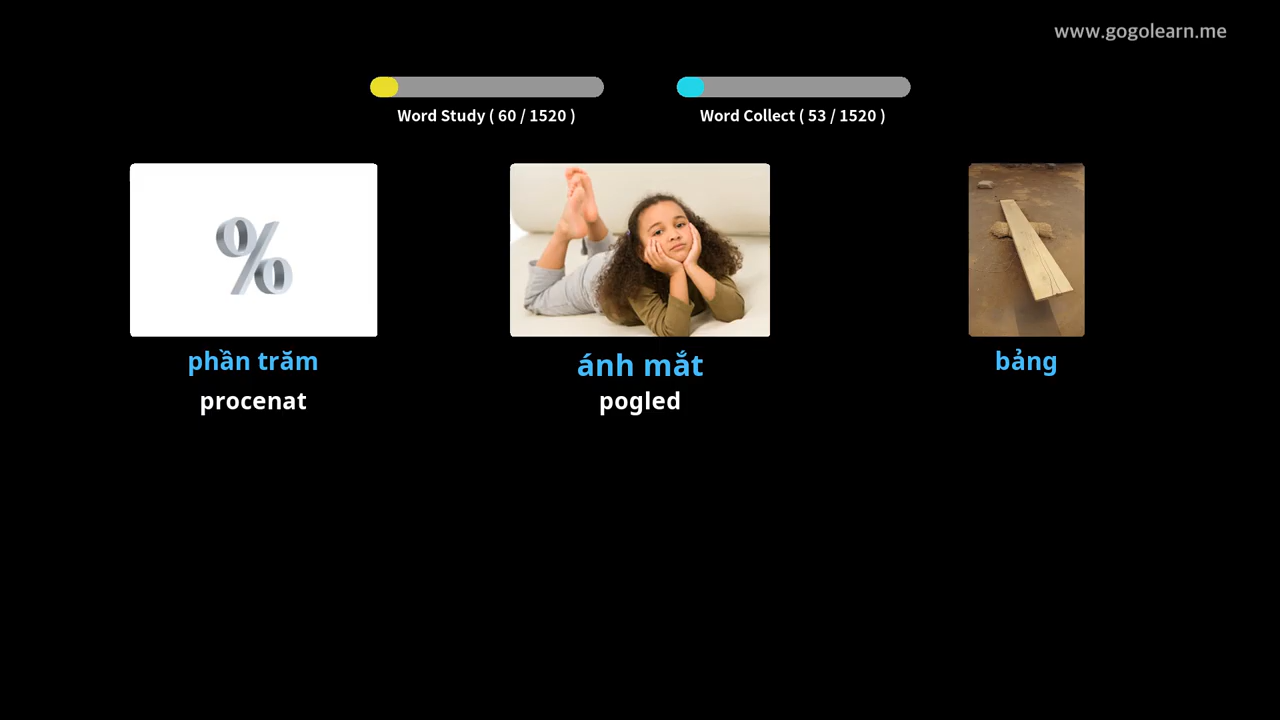 www.gogolearn.me
Word Study ( 60 / 1520 )
Word Collect ( 53 / 1520 )
%
phần trăm
procenat
ánh mắt
pogled
bảng